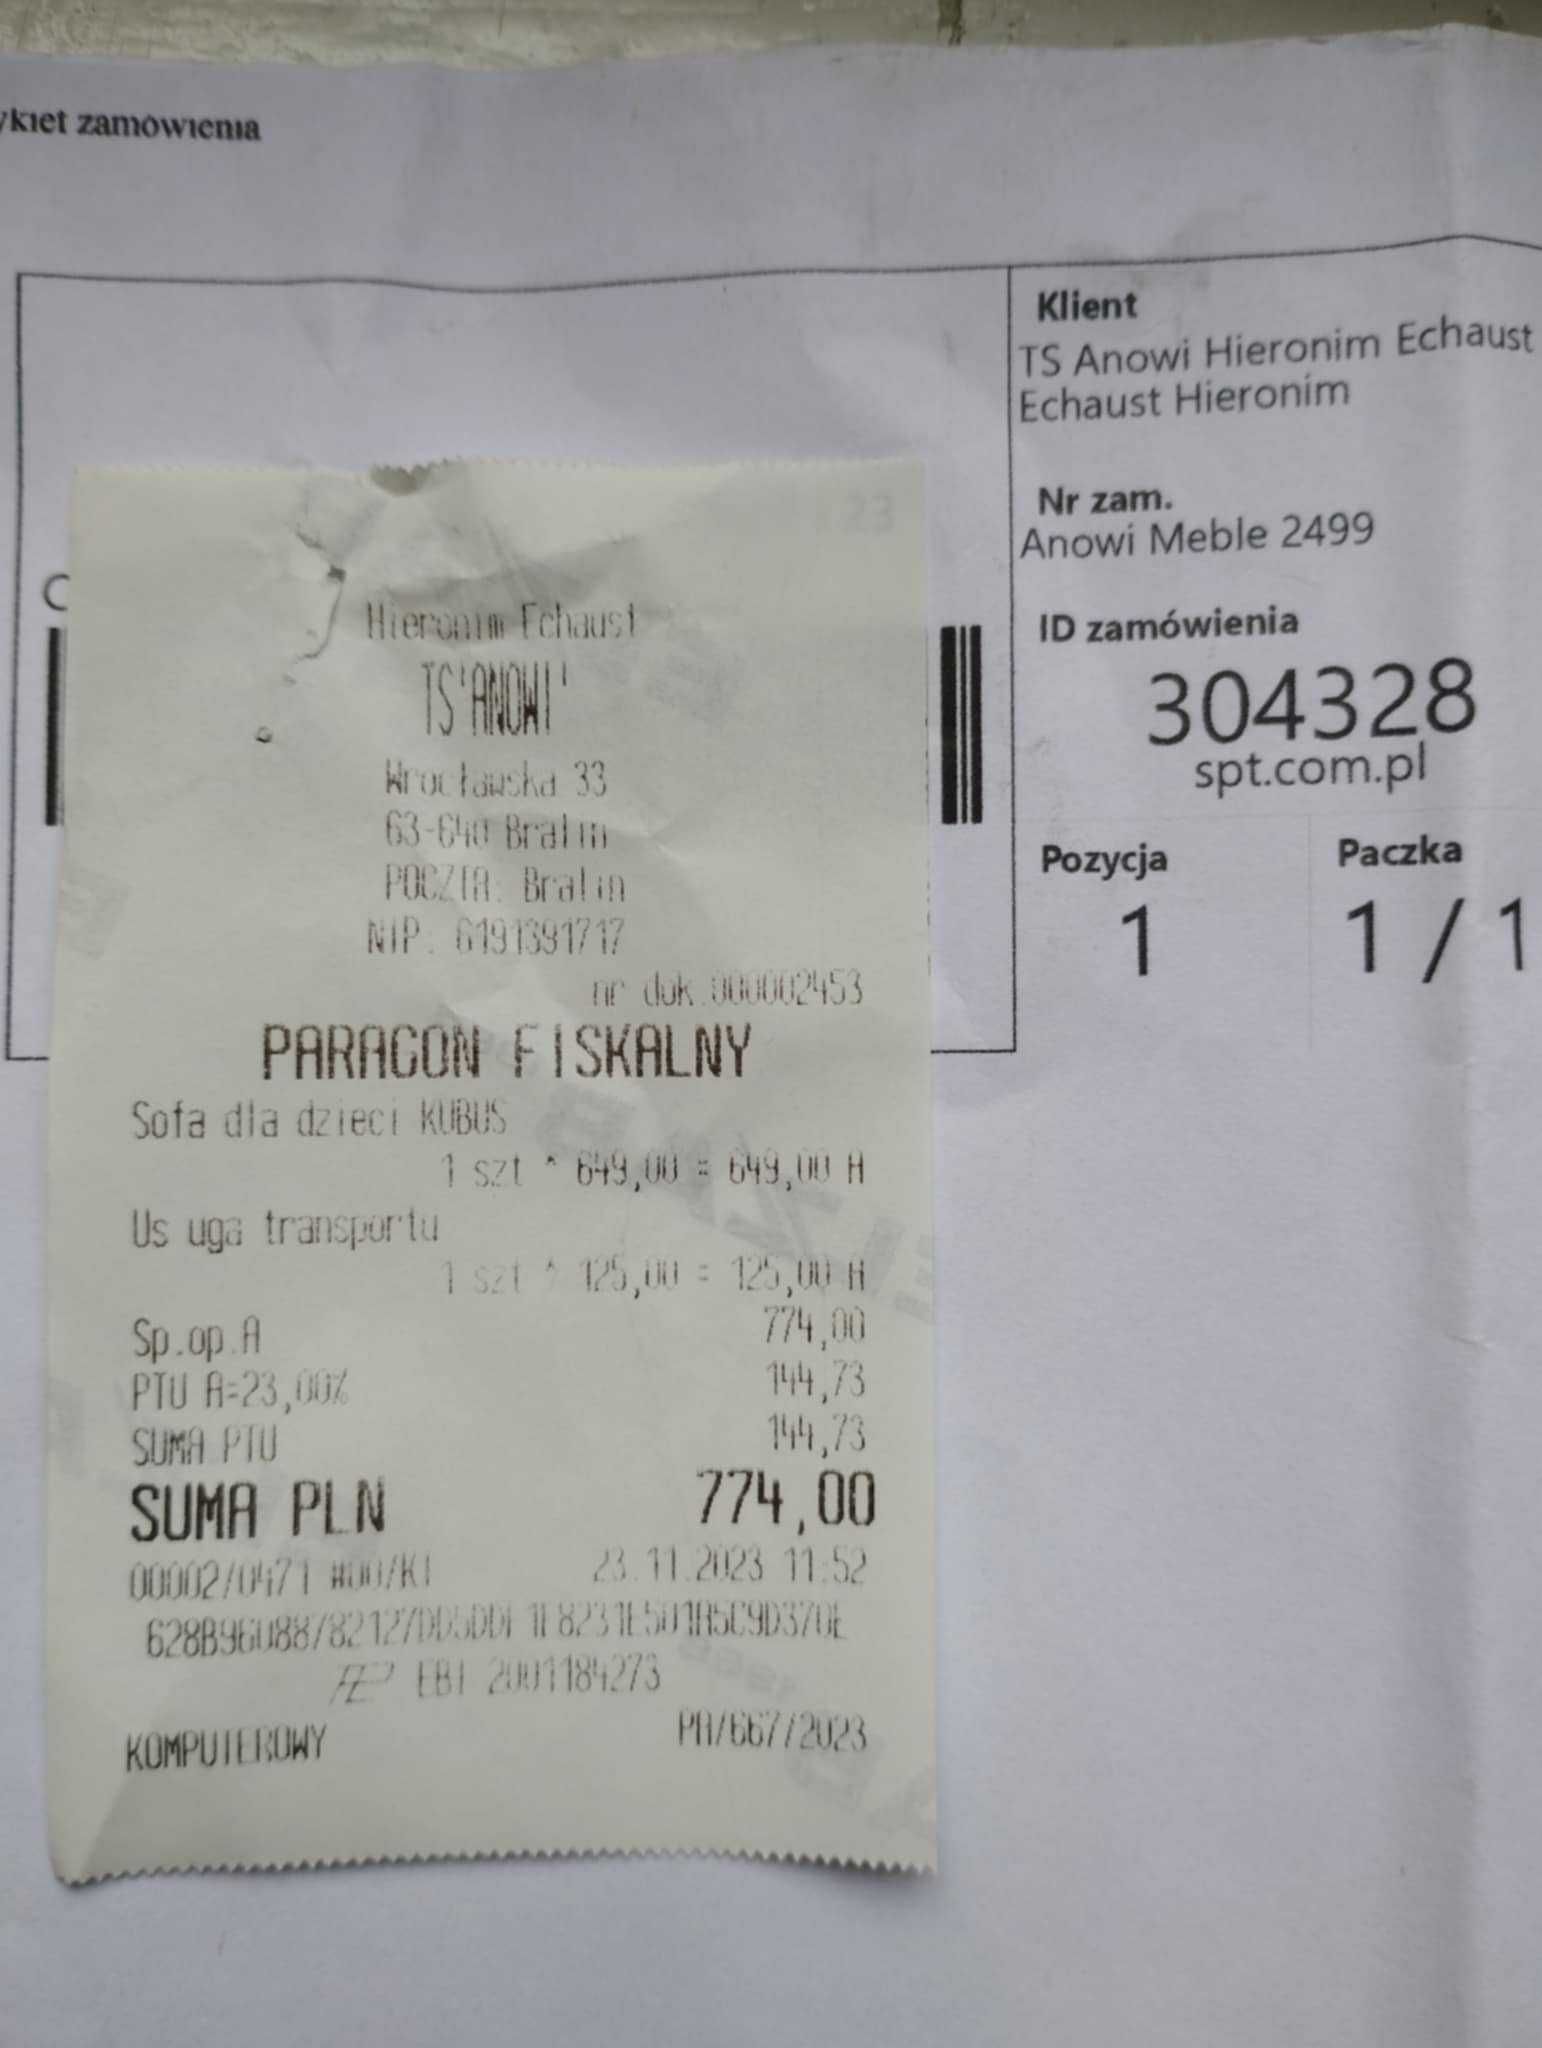 zamówienia
Klient
TS Anowi Hieronim Echaust
Echaust Hieronim
Nr zam.
Anowi Meble 2499
ID zamówienia
304328
spt.com.pl
Pozycja
1
Paczka
1 / 1
23
Hieronim Echaust
TS'ANOWI'
Wrocławska 33
63-640 Bralin
POCZTA: Bralin
NIP. 6191391717
nr dok.000002453
PARAGON FISKALNY
Sofa dla dzieci KUBUS
1 szt * 649,00 = 649,00 A
Us uga transportu
1 szt * 125,00 = 125,00 A
Sp.op.A 774,00
PTU A=23,00% 144,73
SUMA PTU 144,73
SUMA PLN 774,00
00002/0471 #00/K1 23.11.2023 11:52
EBI 2001184273
KOMPUTEROWY PA/667/2023